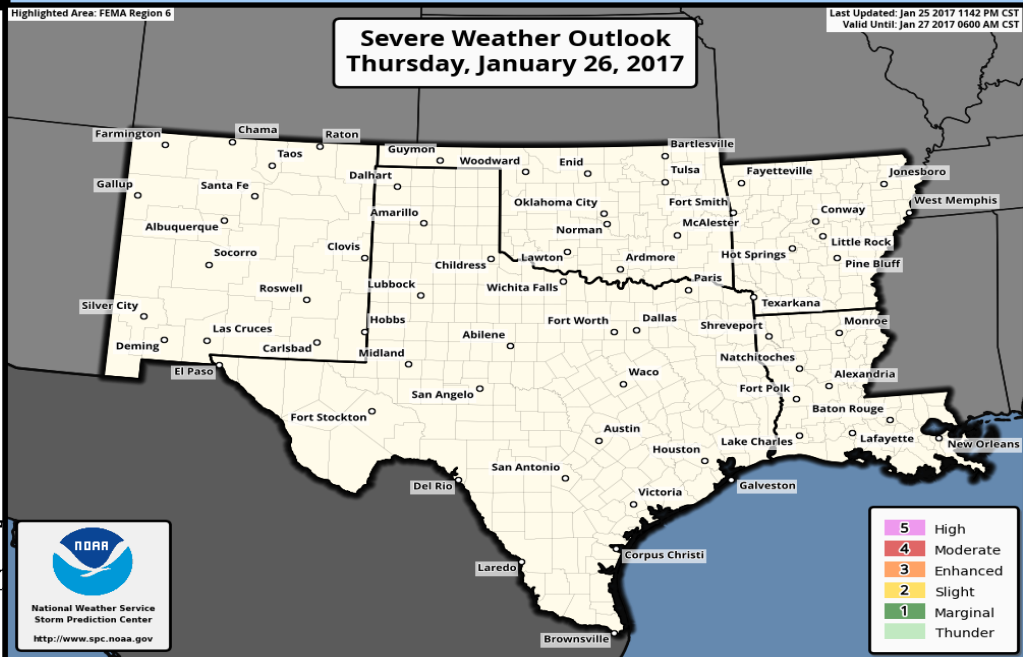 Highlighted Area: FEMA Region 6
Last Updated: Jan 25 2017 1142 PM CST
Valid Until: Jan 27 2017 0600 AM CST
Severe Weather Outlook
Thursday, January 26, 2017
Farmington
Chama
Raton
Guymon
Bartlesville
Taos
Woodward
Enid
Tulsa
Fayetteville
Jonesboro
Gallup
Santa Fe
Dalhart
Oklahoma City
Fort Smith
West Memphis
Albuquerque
Amarillo
Norman
McAlester
Conway
Socorro
Clovis
Childress
Lawton
Ardmore
Hot Springs
Little Rock
Pine Bluff
Roswell
Lubbock
Wichita Falls
Paris
Texarkana
Silver City
Las Cruces
Hobbs
Abilene
Fort Worth
Dallas
Shreveport
Monroe
Deming
Carlsbad
Midland
Natchitoches
El Paso
San Angelo
Waco
Fort Polk
Alexandria
Fort Stockton
Austin
Baton Rouge
Houston
Lake Charles
Lafayette
New Orleans
Del Rio
San Antonio
Victoria
Galveston
Laredo
Corpus Christi
Brownsville
NOAA
National Weather Service
Storm Prediction Center
http://www.spc.noaa.gov
5 High
4 Moderate
3 Enhanced
2 Slight
1 Marginal
Thunder